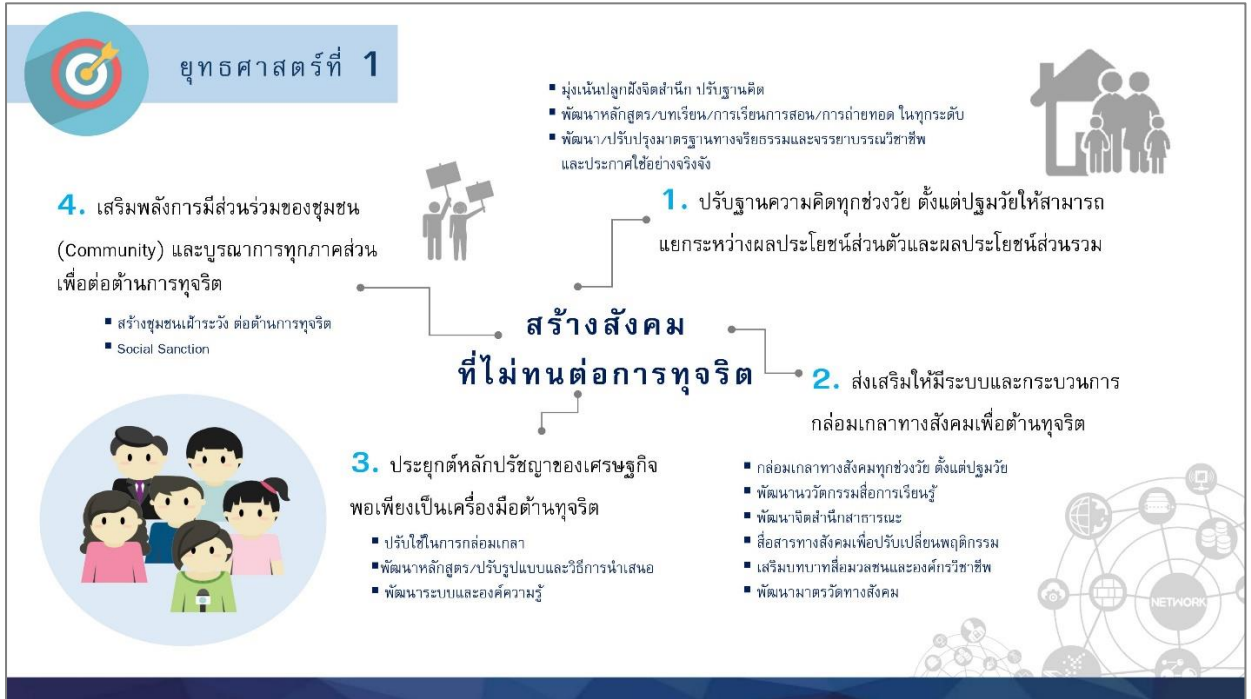 ยุทธศาสตร์ที่ 1
▪ มุ่งเน้นปลูกฝังจิตสำนึก ปรับฐานคิด
▪ พัฒนาหลักสูตร/บทเรียน/การเรียนการสอน/การถ่ายทอด ในทุกระดับ
▪ พัฒนา/ปรับปรุงมาตรฐานทางจริยธรรมและจรรยาบรรณวิชาชีพ
และประกาศใช้อย่างจริงจัง
1. ปรับฐานความคิดทุกช่วงวัย ตั้งแต่ปฐมวัยให้สามารถ
แยกระหว่างผลประโยชน์ส่วนตัวและผลประโยชน์ส่วนรวม
4. เสริมพลังการมีส่วนร่วมของชุมชน
(Community) และบูรณาการทุกภาคส่วน
เพื่อต่อต้านการทุจริต
▪ สร้างชุมชนเฝ้าระวัง ต่อต้านการทุจริต
▪ Social Sanction
สร้างสังคม
ที่ไม่ทนต่อการทุจริต
2. ส่งเสริมให้มีระบบและกระบวนการ
กล่อมเกลาทางสังคมเพื่อต้านทุจริต
▪ กล่อมเกลาทางสังคมทุกช่วงวัย ตั้งแต่ปฐมวัย
▪ พัฒนานววัตกรรมสื่อการเรียนรู้
▪ พัฒนาจิตสำนึกสาธารณะ
▪ สื่อสารทางสังคมเพื่อปรับเปลี่ยนพฤติกรรม
▪ เสริมบทบาทสื่อมวลชนและองค์กรวิชาชีพ
▪ พัฒนามาตรวัดทางสังคม
3. ประยุกต์หลักปรัชญาของเศรษฐกิจ
พอเพียงเป็นเครื่องมือต้านทุจริต
▪ ปรับใช้ในการกล่อมเกลา
▪พัฒนาหลักสูตร/ปรับรูปแบบและวิธีการนำเสนอ
▪ พัฒนาระบบและองค์ความรู้
NETWORK